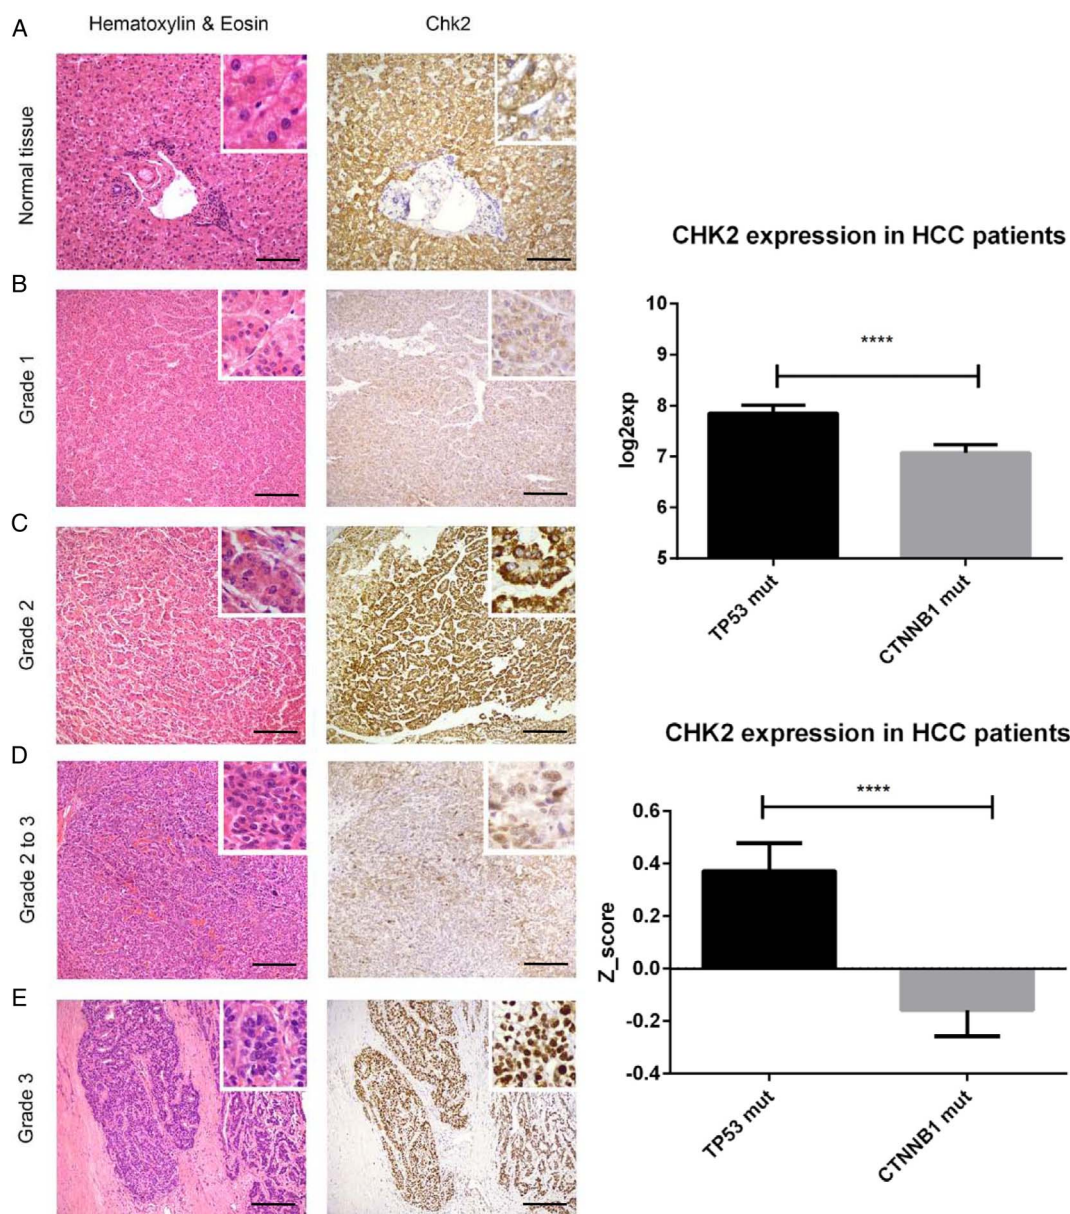 Hematoxylin & Eosin
Chk2
A
Normal tissue
B
Grade 1
C
Grade 2
D
Grade 2 to 3
E
Grade 3
CHK2 expression in HCC patients
10
9
8
7
6
5
log2exp
****
TP53 mut
CTNNB1 mut
CHK2 expression in HCC patients
0.6
0.4
0.2
0.0
-0.2
-0.4
Z_score
****
TP53 mut
CTNNB1 mut